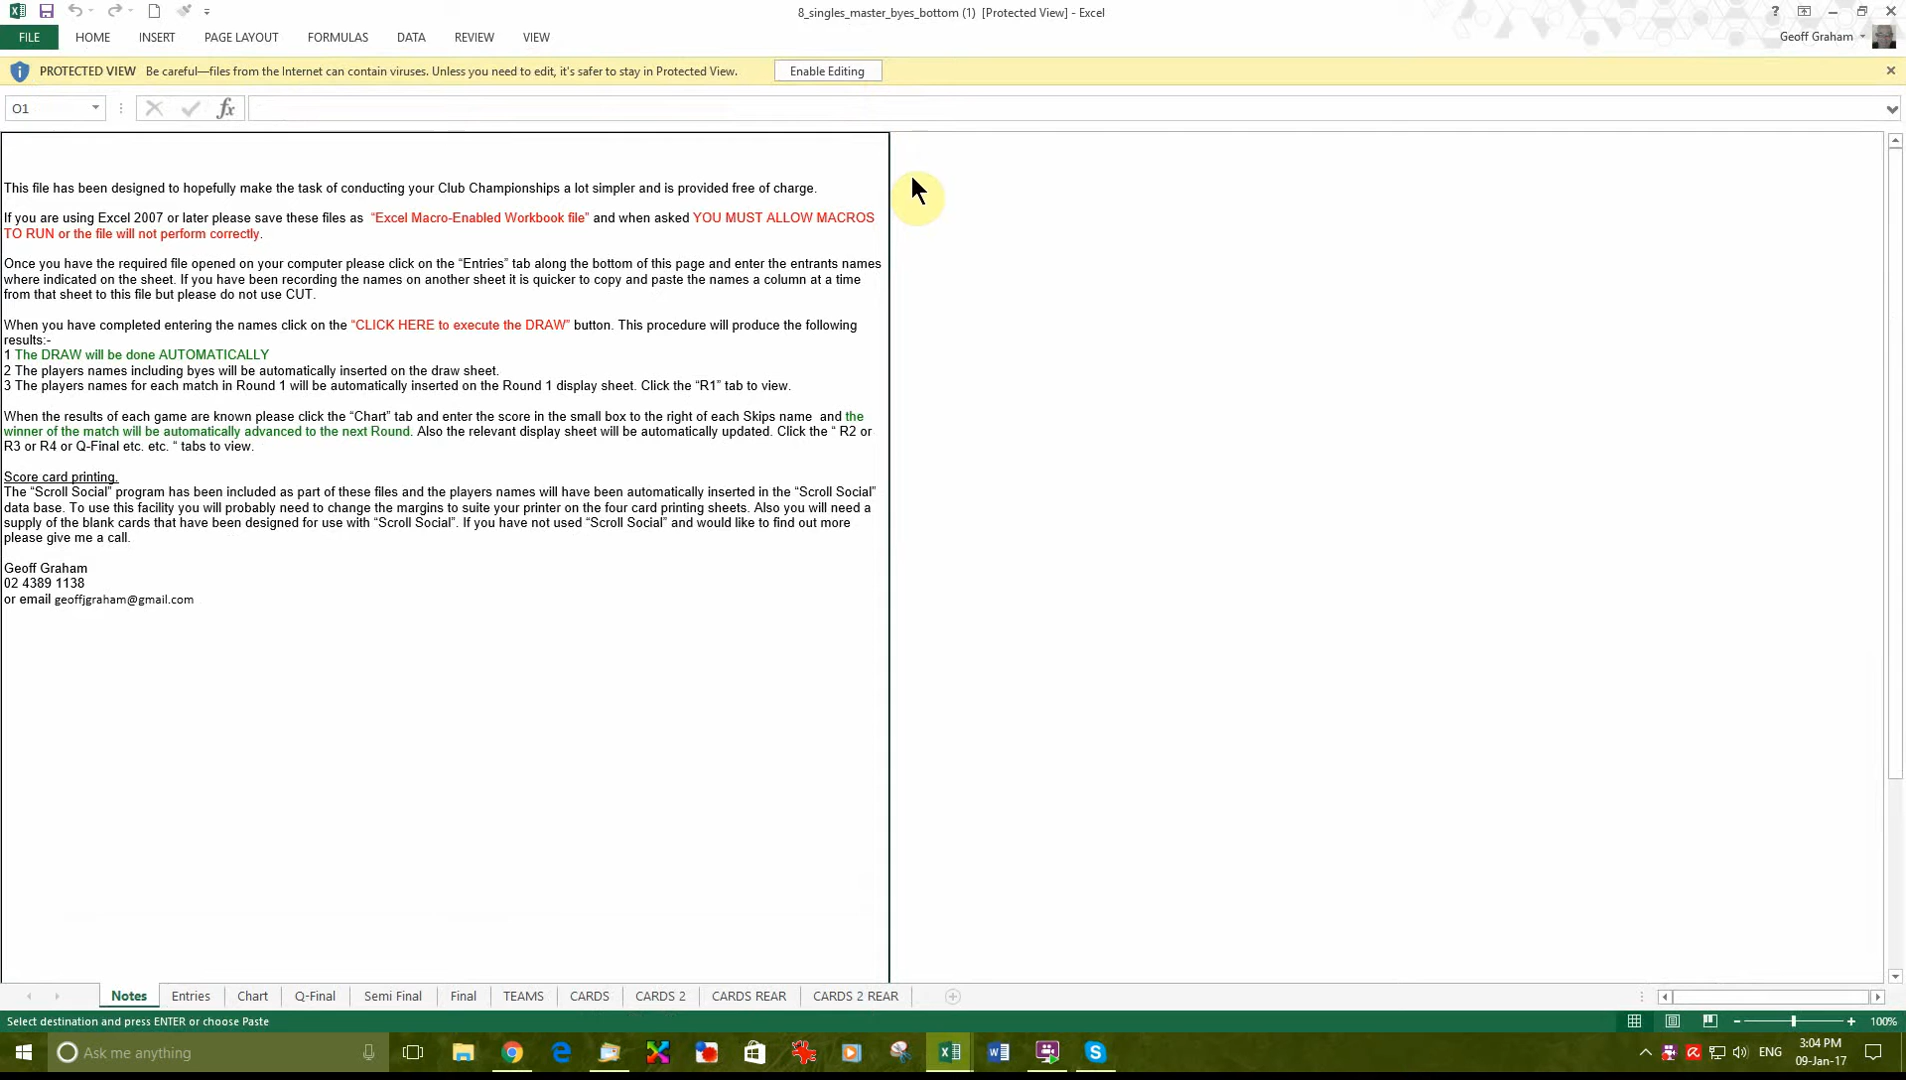 8_singles_master_byes_bottom (1) [Protected View] - Excel
?
FILE HOME INSERT PAGE LAYOUT FORMULAS DATA REVIEW VIEW
Geoff Graham
PROTECTED VIEW Be careful—files from the Internet can contain viruses. Unless you need to edit, it's safer to stay in Protected View. Enable Editing
O1 fx
This file has been designed to hopefully make the task of conducting your Club Championships a lot simpler and is provided free of charge.
If you are using Excel 2007 or later please save these files as “Excel Macro-Enabled Workbook file” and when asked YOU MUST ALLOW MACROS
TO RUN or the file will not perform correctly.
Once you have the required file opened on your computer please click on the “Entries” tab along the bottom of this page and enter the entrants names
where indicated on the sheet. If you have been recording the names on another sheet it is quicker to copy and paste the names a column at a time
from that sheet to this file but please do not use CUT.
When you have completed entering the names click on the “CLICK HERE to execute the DRAW” button. This procedure will produce the following
results:-
1 The DRAW will be done AUTOMATICALLY
2 The players names including byes will be automatically inserted on the draw sheet.
3 The players names for each match in Round 1 will be automatically inserted on the Round 1 display sheet. Click the “R1” tab to view.
When the results of each game are known please click the “Chart” tab and enter the score in the small box to the right of each Skips name and the
winner of the match will be automatically advanced to the next Round. Also the relevant display sheet will be automatically updated. Click the “ R2 or
R3 or R4 or Q-Final etc. etc. “ tabs to view.
Score card printing.
The “Scroll Social” program has been included as part of these files and the players names will have been automatically inserted in the “Scroll Social”
data base. To use this facility you will probably need to change the margins to suite your printer on the four card printing sheets. Also you will need a
supply of the blank cards that have been designed for use with “Scroll Social”. If you have not used “Scroll Social” and would like to find out more
please give me a call.
Geoff Graham
02 4389 1138
or email geoffjgraham@gmail.com
Notes Entries Chart Q-Final Semi Final Final TEAMS CARDS CARDS 2 CARDS REAR CARDS 2 REAR
Select destination and press ENTER or choose Paste
100%
Ask me anything
ENG
3:04 PM
09-Jan-17